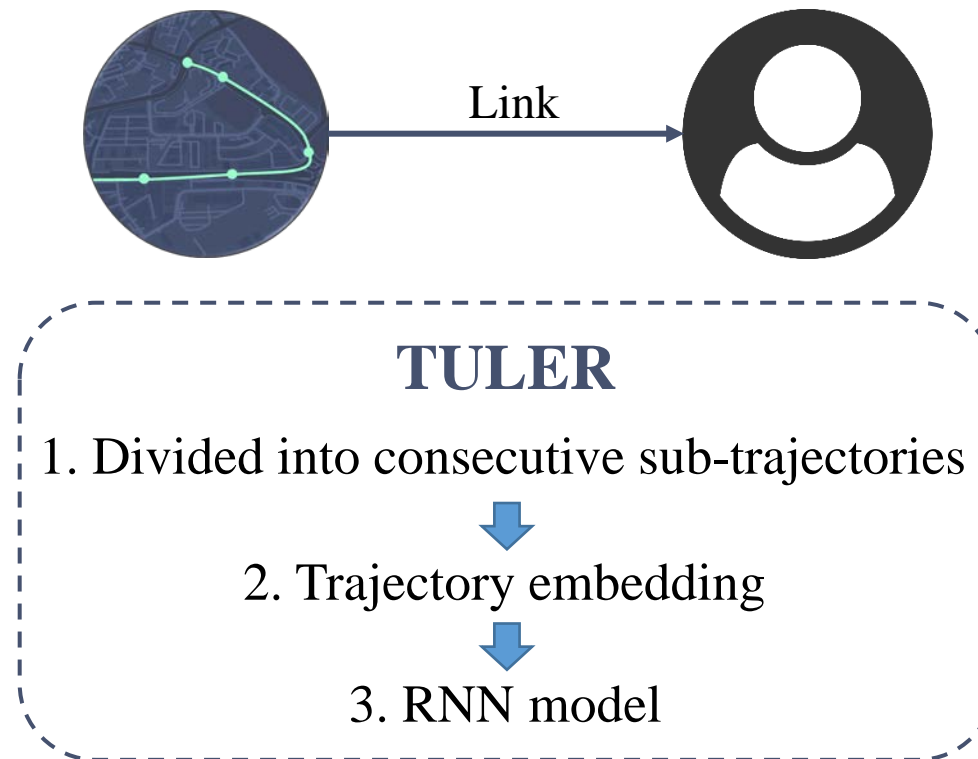 Link
TULER
1. Divided into consecutive sub-trajectories
2. Trajectory embedding
3. RNN model